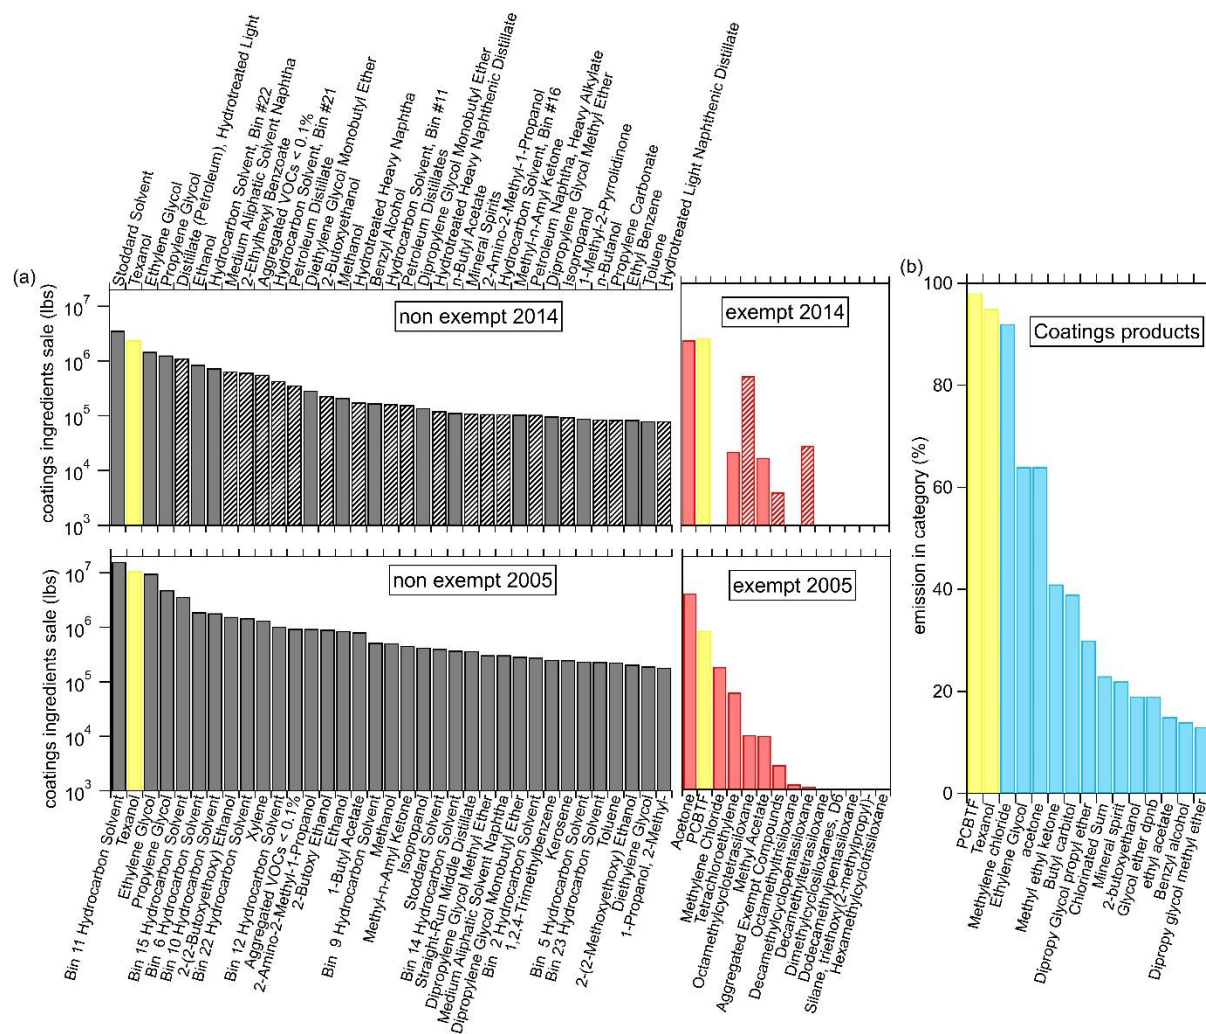 Stoddard Solvent
Texanol
Ethylene Glycol
Propylene Glycol
Distillate (Petroleum), Hydrotreated Light
Ethanol
Hydrocarbon Solvent, Bin #22
Medium Aliphatic Solvent Naphtha
2-Ethylhexyl Benzoate
Aggregated VOCs < 0.1%
Hydrocarbon Solvent, Bin #21
Petroleum Distillate
Diethylene Glycol Monobutyl Ether
2-Butoxyethanol
Methanol
Hydrotreated Heavy Naphtha
Benzyl Alcohol
Hydrocarbon Solvent, Bin #11
Petroleum Distillates
Dipropylene Glycol Monobutyl Ether
Hydrotreated Heavy Naphthenic Distillate
n-Butyl Acetate
Mineral Spirits
2-Amino-2-Methyl-1-Propanol
Hydrocarbon Solvent, Bin #16
Methyl-n-Amyl Ketone
Petroleum Naphtha, Heavy Alkylate
Dipropylene Glycol Methyl Ether
Isopropanol
1-Methyl-2-Pyrrolidinone
n-Butanol
Propylene Carbonate
Ethyl Benzene
Toluene
Hydrotreated Light Naphthenic Distillate
(a)
coatings ingredients sale (lbs)
10^7
10^6
10^5
10^4
10^3
non exempt 2014
exempt 2014
coatings ingredients sale (lbs)
10^7
10^6
10^5
10^4
10^3
non exempt 2005
exempt 2005
Bin 11 Hydrocarbon Solvent
Texanol
Ethylene Glycol
Propylene Glycol
Bin 15 Hydrocarbon Solvent
Bin 6 Hydrocarbon Solvent
Bin 10 Hydrocarbon Solvent
2-(2-Butoxyethoxy) Ethanol
Bin 22 Hydrocarbon Solvent
Xylene
Bin 12 Hydrocarbon Solvent
Aggregated VOCs < 0.1%
2-Amino-2-Methyl-1-Propanol
2-Butoxy Ethanol
Ethanol
1-Butyl Acetate
Bin 9 Hydrocarbon Solvent
Methanol
Methyl-n-Amyl Ketone
Isopropanol
Stoddard Solvent
Bin 14 Hydrocarbon Solvent
Straight-Run Middle Distillate
Dipropylene Glycol Methyl Ether
Medium Aliphatic Solvent Naphtha
Dipropylene Glycol Monobutyl Ether
Bin 2 Hydrocarbon Solvent
1,2,4-Trimethylbenzene
Kerosene
Bin 5 Hydrocarbon Solvent
Bin 23 Hydrocarbon Solvent
Toluene
2-(2-Methoxyethoxy) Ethanol
Diethylene Glycol
1-Propanol, 2-Methyl-
Acetone
PCBTF
Methylene Chloride
Tetrachloroethylene
Octamethylcyclotetrasiloxane
Methyl Acetate
Aggregated Exempt Compounds
Octamethyltrisiloxane
Decamethylcyclopentasiloxane
Decamethyltetrasiloxane
Dimethylcyclosiloxanes, D6
Dodecamethylpentasiloxane
Silane, triethoxy(2-methylpropyl)-
Hexamethylcyclotrisiloxane
(b)
emission in category (%)
100
80
60
40
20
0
Coatings products
PCBTF
Texanol
Methylene chloride
Ethylene Glycol
acetone
Methyl ethyl ketone
Butyl carbitol
Dipropy Glycol propyl ether
Chlorinated Sum
Mineral spirit
2-butoxyethanol
Glycol ether dpnb
ethyl acetate
Benzyl alcohol
Dipropy glycol methyl ether